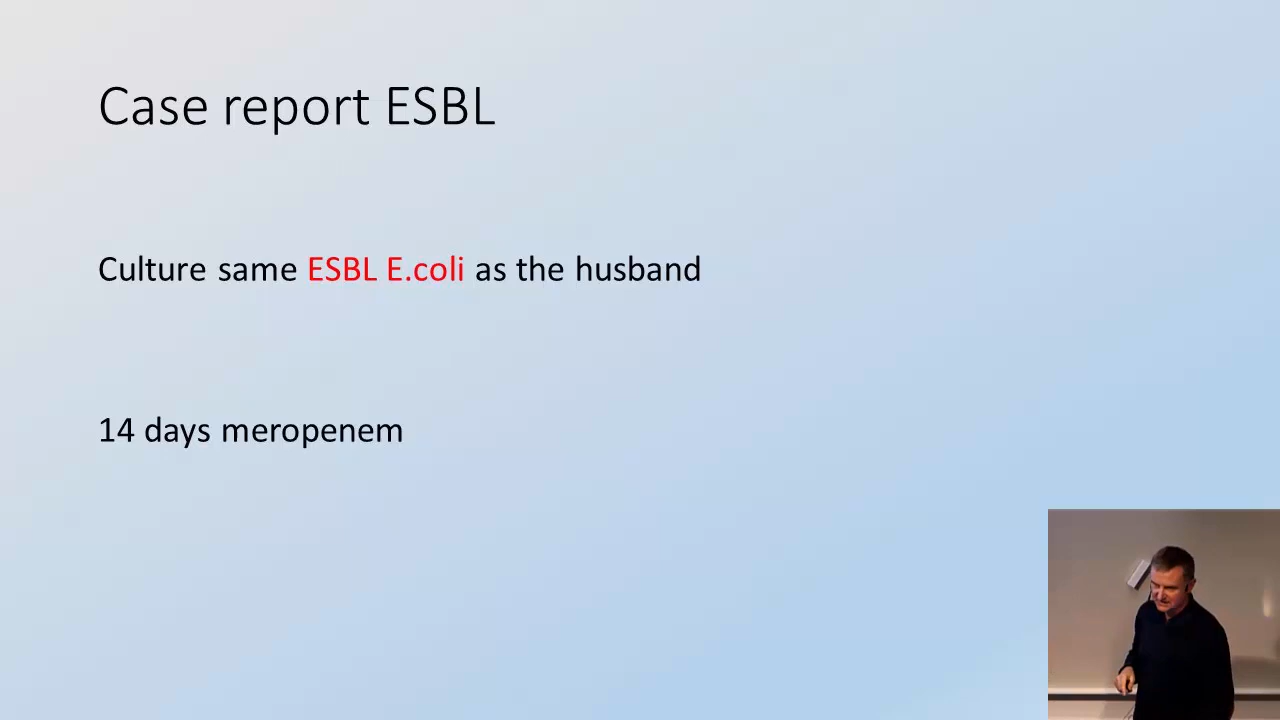 Case report ESBL
Culture same ESBL E.coli as the husband
14 days meropenem